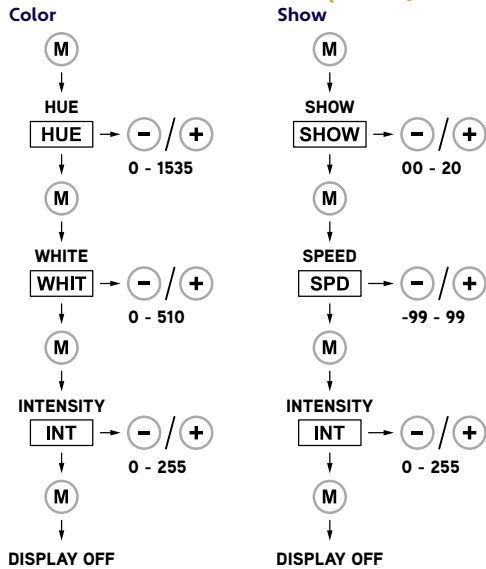 Color
M
HUE
HUE - / +
0 - 1535
M
WHITE
WHIT - / +
0 - 510
M
INTENSITY
INT - / +
0 - 255
M
DISPLAY OFF
Show
M
SHOW
SHOW - / +
00 - 20
M
SPEED
SPD - / +
-99 - 99
M
INTENSITY
INT - / +
0 - 255
M
DISPLAY OFF